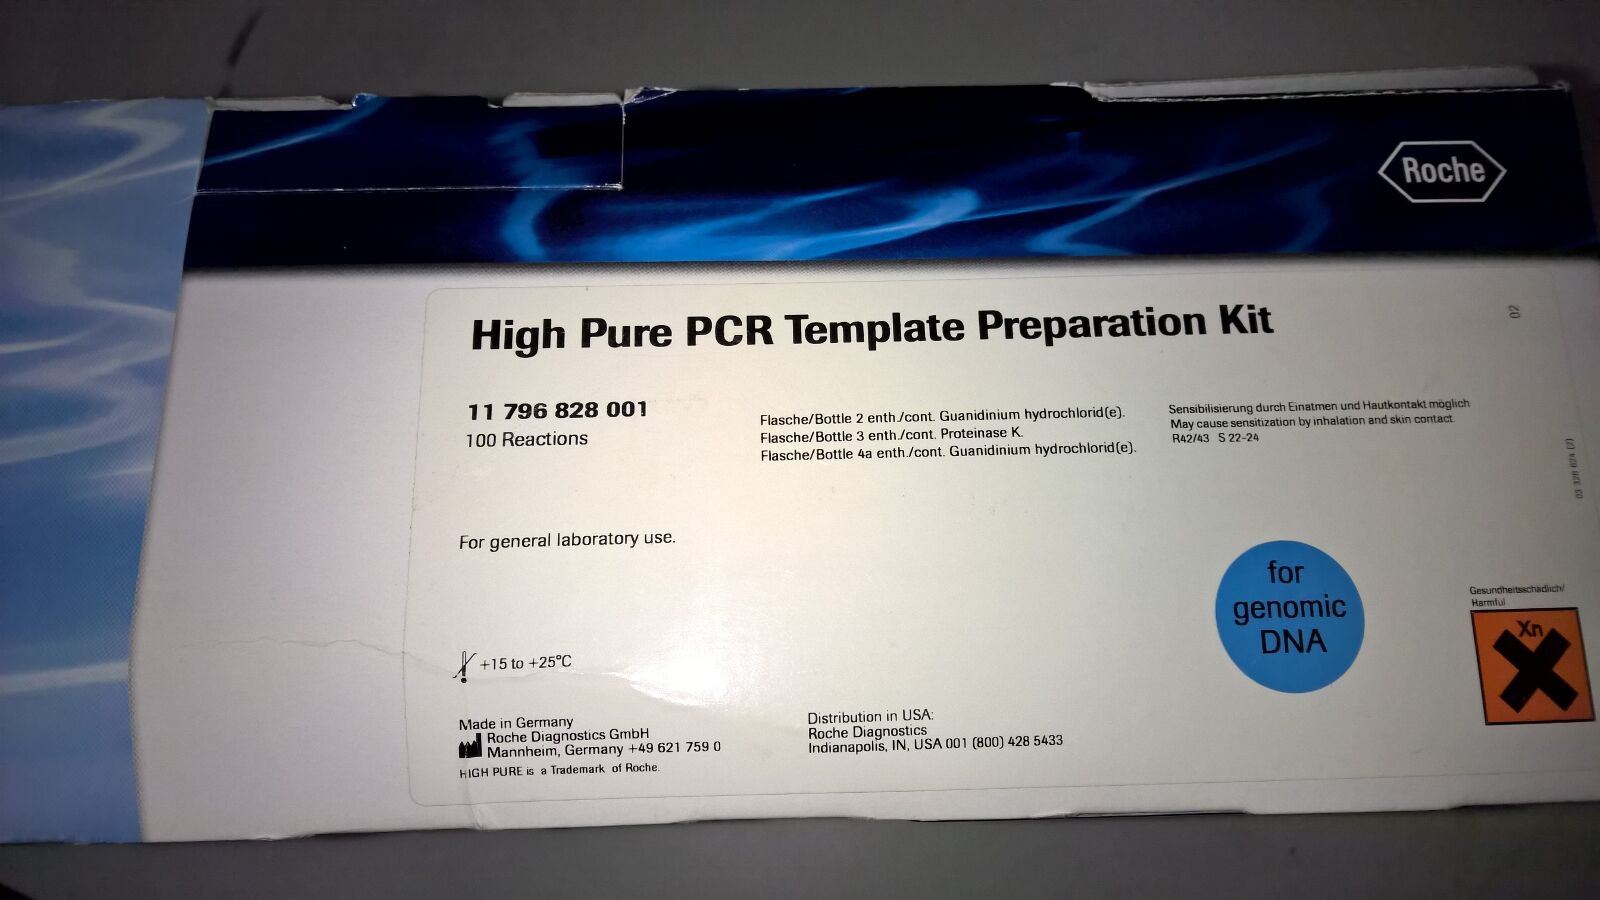 Roche
High Pure PCR Template Preparation Kit
02
11 796 828 001
100 Reactions
Flasche/Bottle 2 enth./cont. Guanidinium hydrochlorid(e).
Flasche/Bottle 3 enth./cont. Proteinase K.
Flasche/Bottle 4a enth./cont. Guanidinium hydrochlorid(e).
Sensibilisierung durch Einatmen und Hautkontakt möglich
May cause sensitization by inhalation and skin contact.
R42/43 S 22-24
03 328 624 (2)
For general laboratory use.
for
genomic
DNA
Gesundheitsschädlich/
Harmful
Xn
+15 to +25°C
Made in Germany
Roche Diagnostics GmbH
Mannheim, Germany +49 621 759 0
HIGH PURE is a Trademark of Roche.
Distribution in USA:
Roche Diagnostics
Indianapolis, IN, USA 001 (800) 428 5433